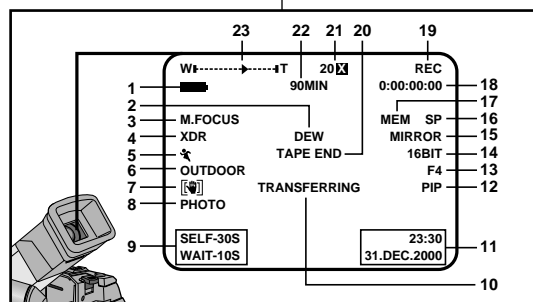 23 22 21 20 19
W T 20X REC
1 90MIN 0:00:00:00 18
2 17
3 M.FOCUS MEM SP 16
4 XDR DEW MIRROR 15
5 TAPE END 16BIT 14
6 OUTDOOR F4 13
7 TRANSFERRING PIP 12
8 PHOTO
9 SELF-30S 23:30 11
WAIT-10S 31.DEC.2000
10